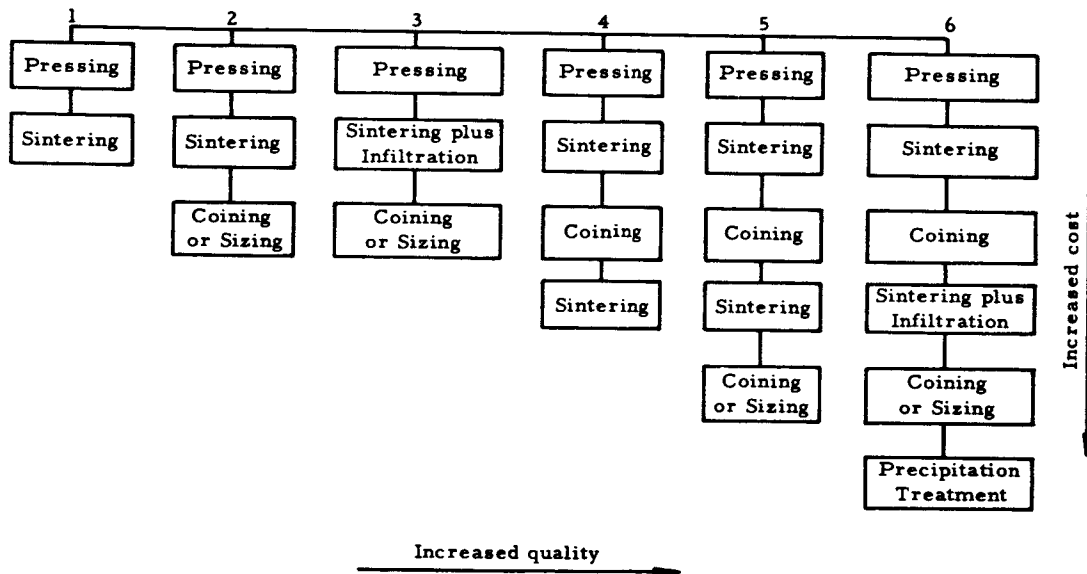 1 2 3 4 5 6
Pressing
Sintering
Pressing
Sintering
Coining
or Sizing
Pressing
Sintering plus
Infiltration
Coining
or Sizing
Pressing
Sintering
Coining
Sintering
Pressing
Sintering
Coining
Sintering
Coining
or Sizing
Pressing
Sintering
Coining
Sintering plus
Infiltration
Coining
or Sizing
Precipitation
Treatment
Increased cost
Increased quality